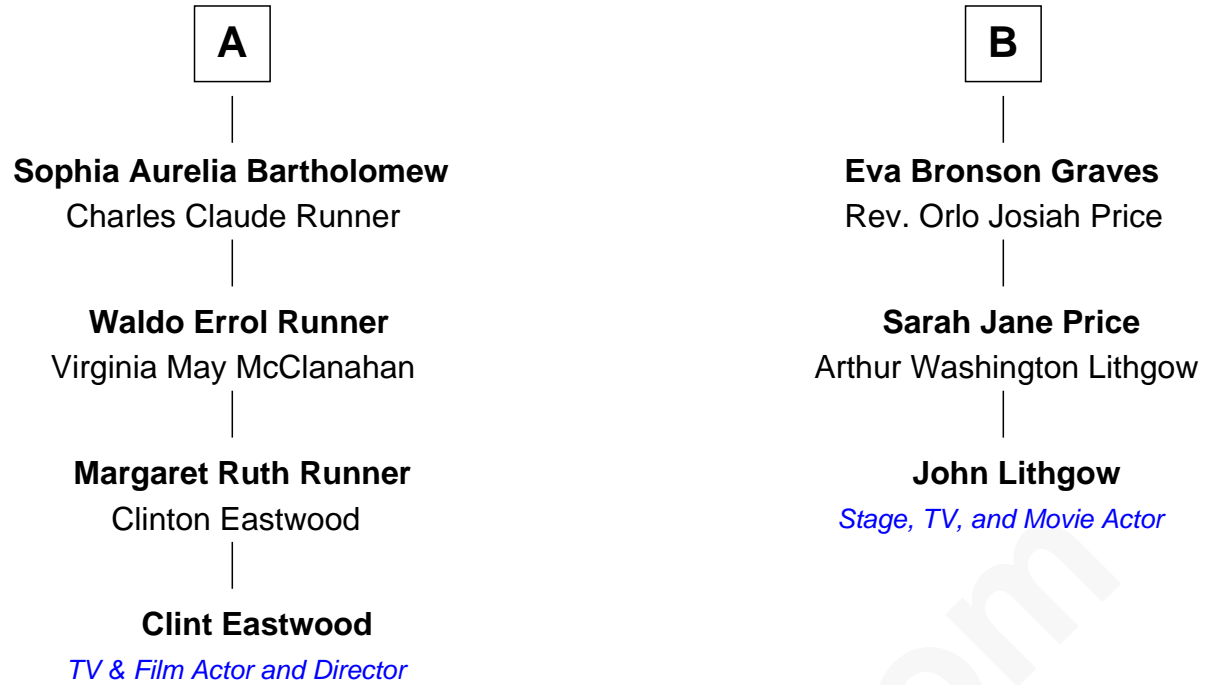 A
B
Sophia Aurelia Bartholomew
Charles Claude Runner
Eva Bronson Graves
Rev. Orlo Josiah Price
Waldo Errol Runner
Virginia May McClanahan
Sarah Jane Price
Arthur Washington Lithgow
Margaret Ruth Runner
Clinton Eastwood
John Lithgow
Stage, TV, and Movie Actor
Clint Eastwood
TV & Film Actor and Director
om